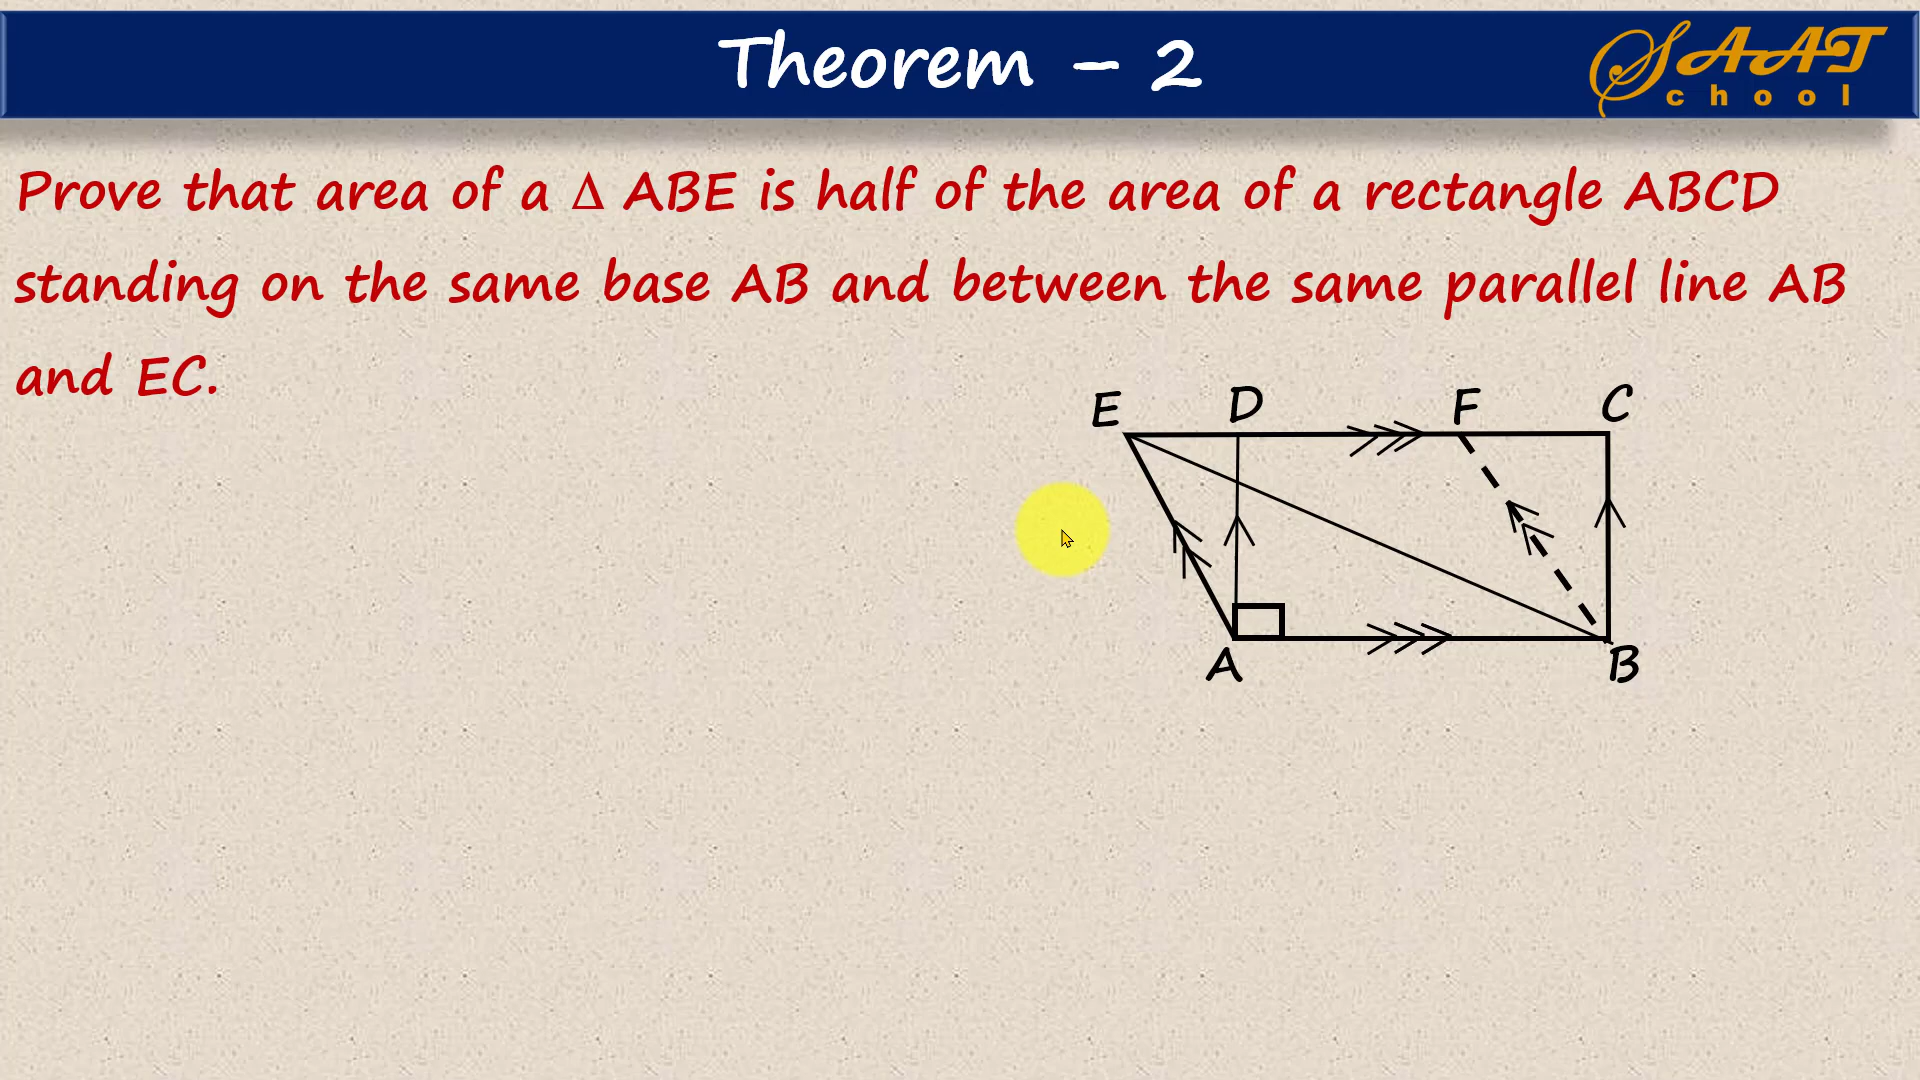 Theorem – 2
SAAT
chool
Prove that area of a Δ ABE is half of the area of a rectangle ABCD
standing on the same base AB and between the same parallel line AB
and EC.
E D F C
A B